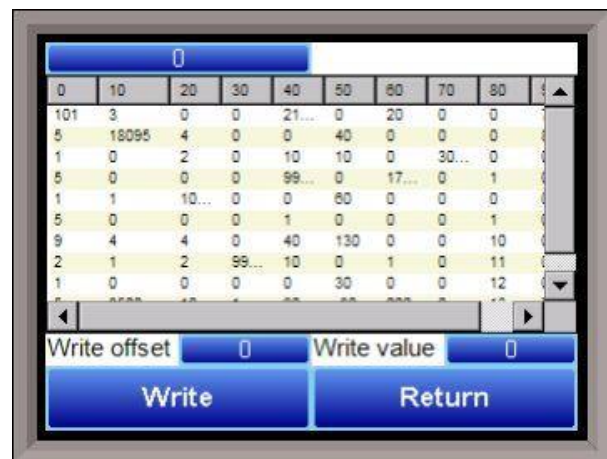 0
0 10 20 30 40 50 60 70 80
101 3 0 0 21... 0 20 0 0
5 18095 4 0 0 40 0 0 0
1 0 2 0 10 10 0 30... 0
0 0 0 99... 0 17... 0 1
1 1 10... 0 0 60 0 0 0
5 0 0 0 1 0 0 0 1
9 4 4 0 40 130 0 0 10
2 1 2 99... 10 0 1 0 11
1 0 0 0 0 30 0 0 12
Write offset 0 Write value 0
Write Return